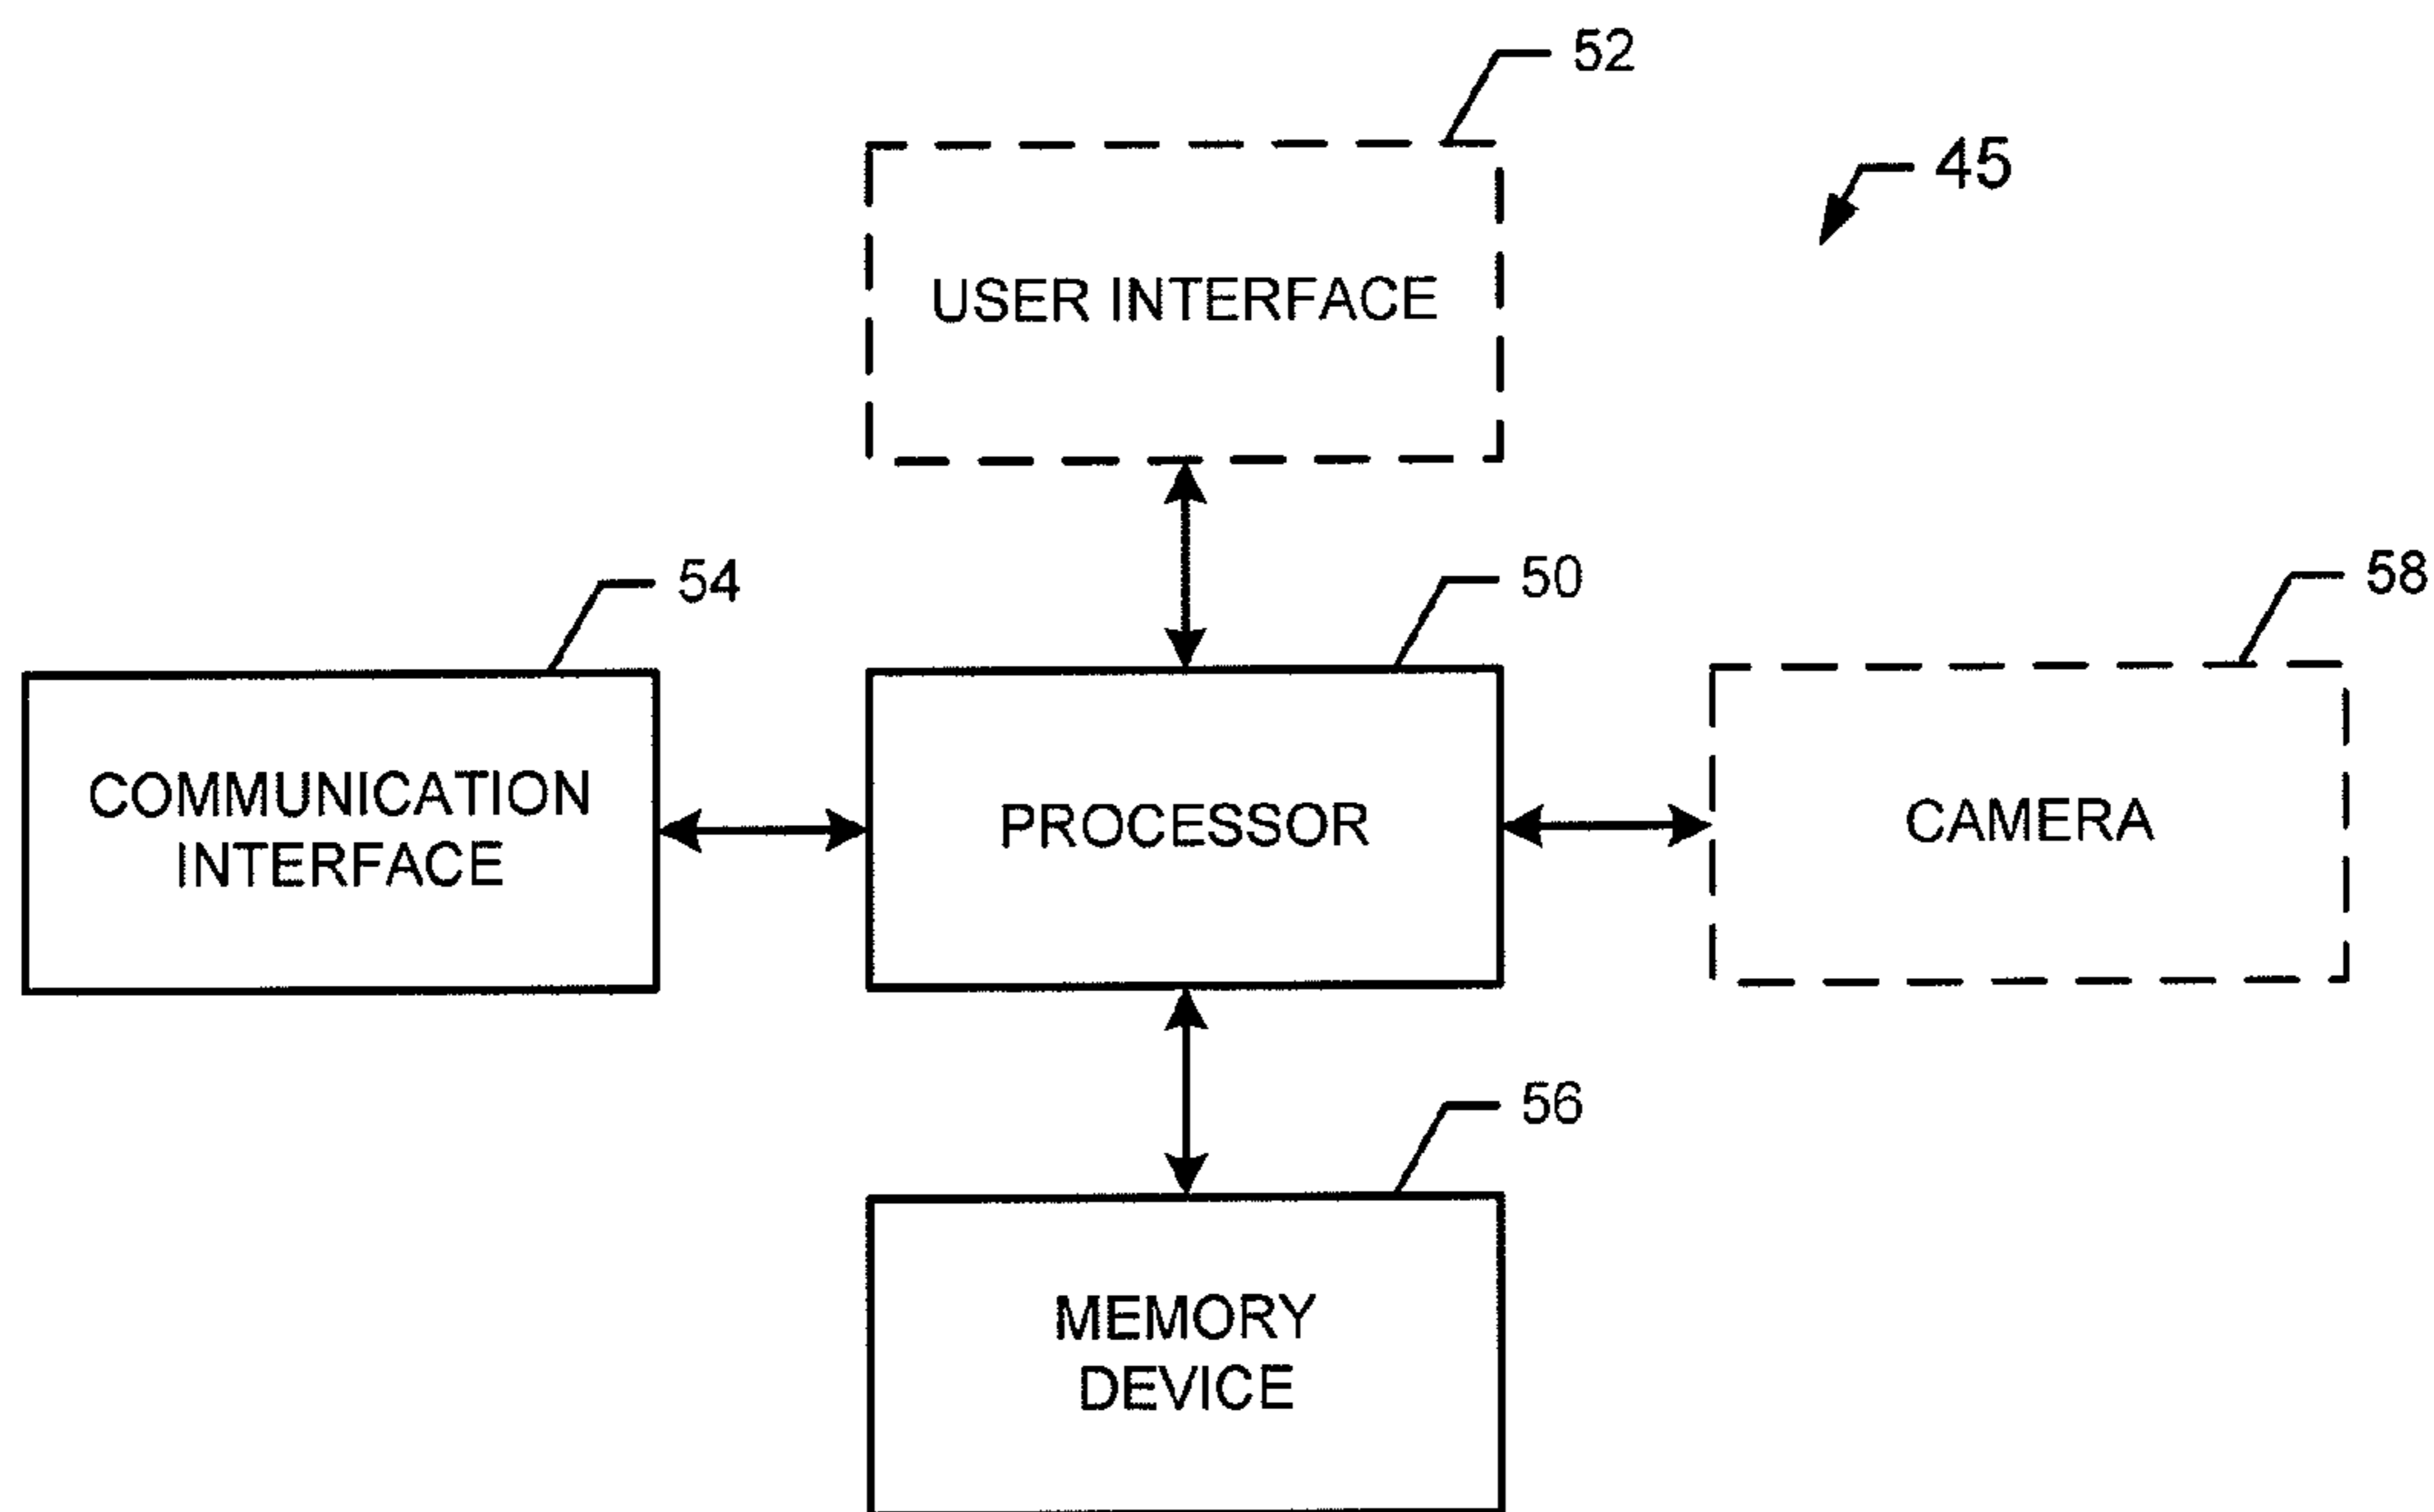 52
45
USER INTERFACE
54
50
58
COMMUNICATION
INTERFACE
PROCESSOR
CAMERA
56
MEMORY
DEVICE